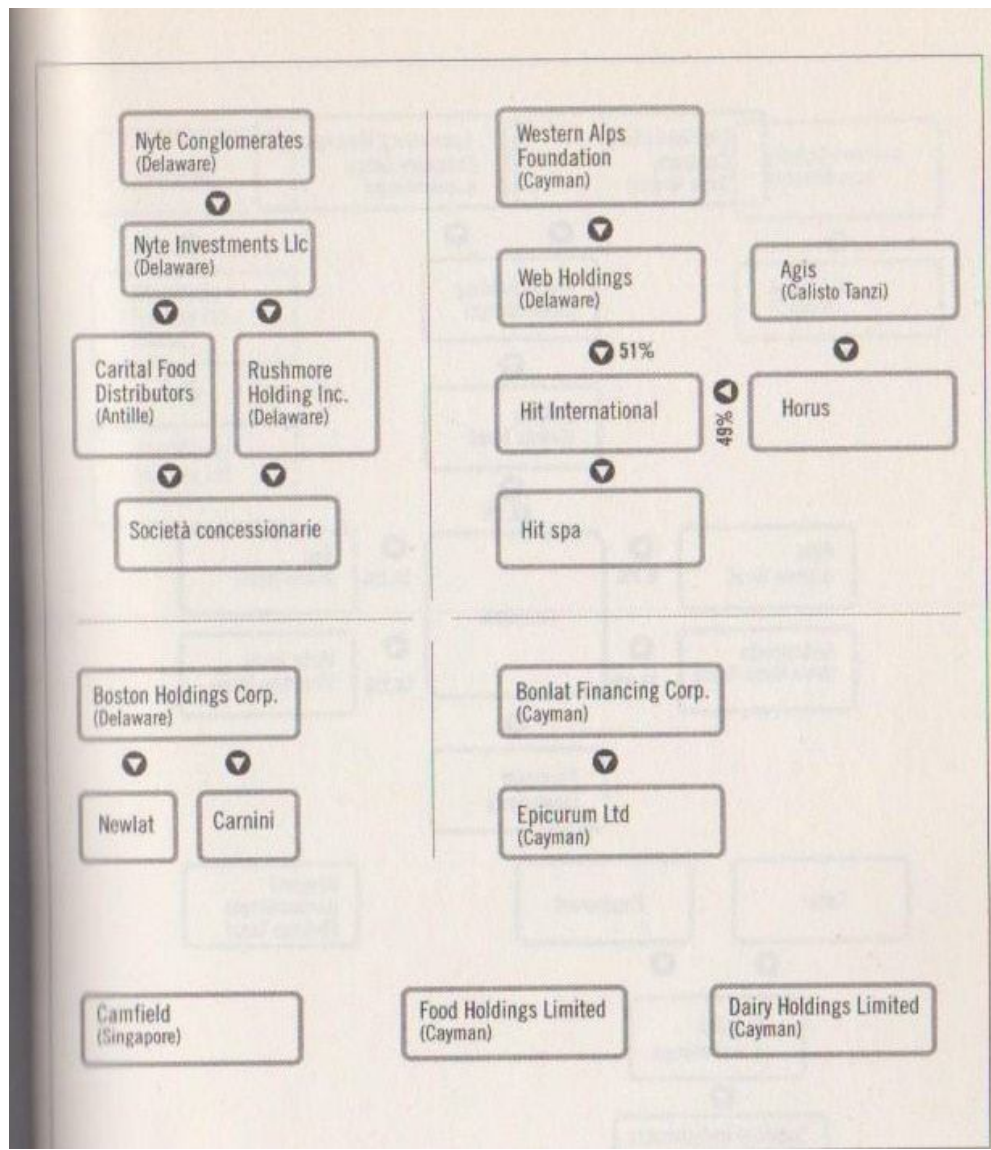 Nyte Conglomerates
(Delaware)
Nyte Investments Llc
(Delaware)
Carital Food
Distributors
(Antille)
Rushmore
Holding Inc.
(Delaware)
Società concessionarie
Western Alps
Foundation
(Cayman)
Web Holdings
(Delaware)
Agis
(Calisto Tanzi)
51%
Hit International
49%
Horus
Hit spa
Boston Holdings Corp.
(Delaware)
Newlat
Carnini
Bonlat Financing Corp.
(Cayman)
Epicurum Ltd
(Cayman)
Camfield
(Singapore)
Food Holdings Limited
(Cayman)
Dairy Holdings Limited
(Cayman)